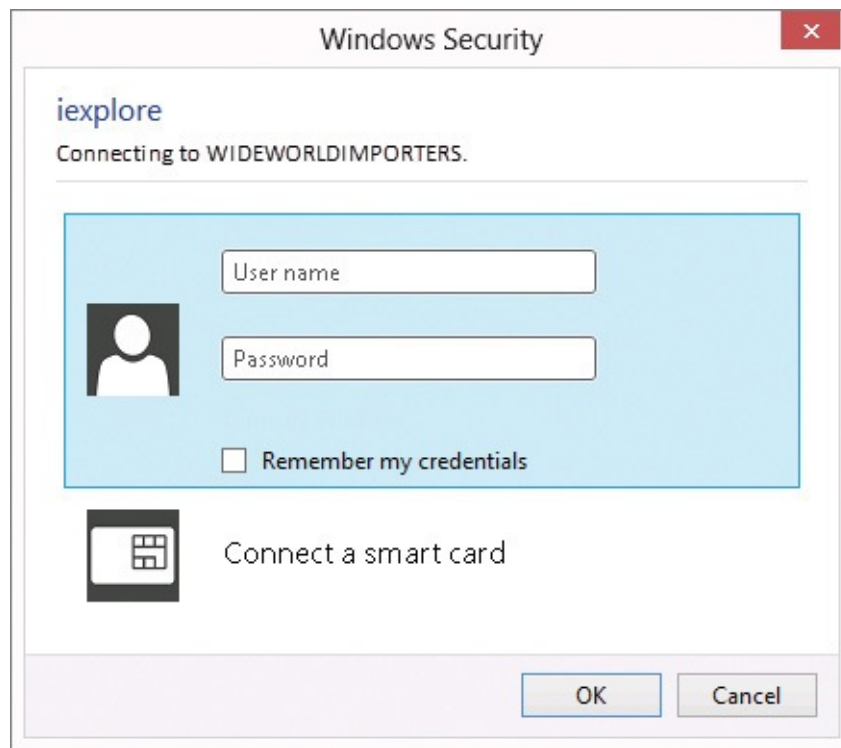 Windows Security
iexplore
Connecting to WIDEWORLDIMPORTERS.
User name
Password
Remember my credentials
Connect a smart card
OK
Cancel